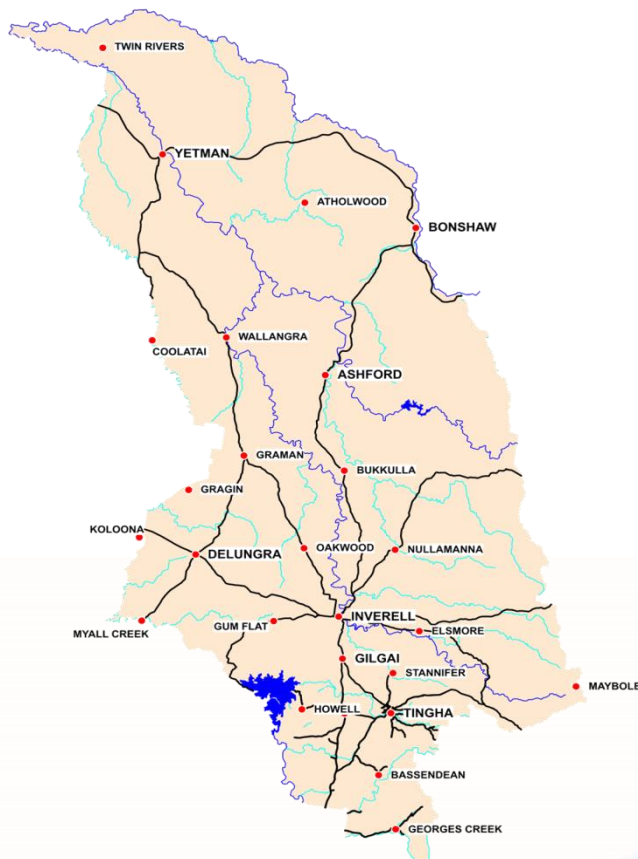 TWIN RIVERS
YETMAN
ATHOLWOOD
BONSHAW
WALLANGRA
COOLATAI
ASHFORD
GRAMAN
BUKKULLA
GRAGIN
KOLOONA
DELUNGRA
OAKWOOD
NULLAMANNA
INVERELL
GUM FLAT
ELSMORE
MYALL CREEK
GILGAI
STANNIFER
MAYBOLE
HOWELL
TINGHA
BASSENDEAN
GEORGES CREEK